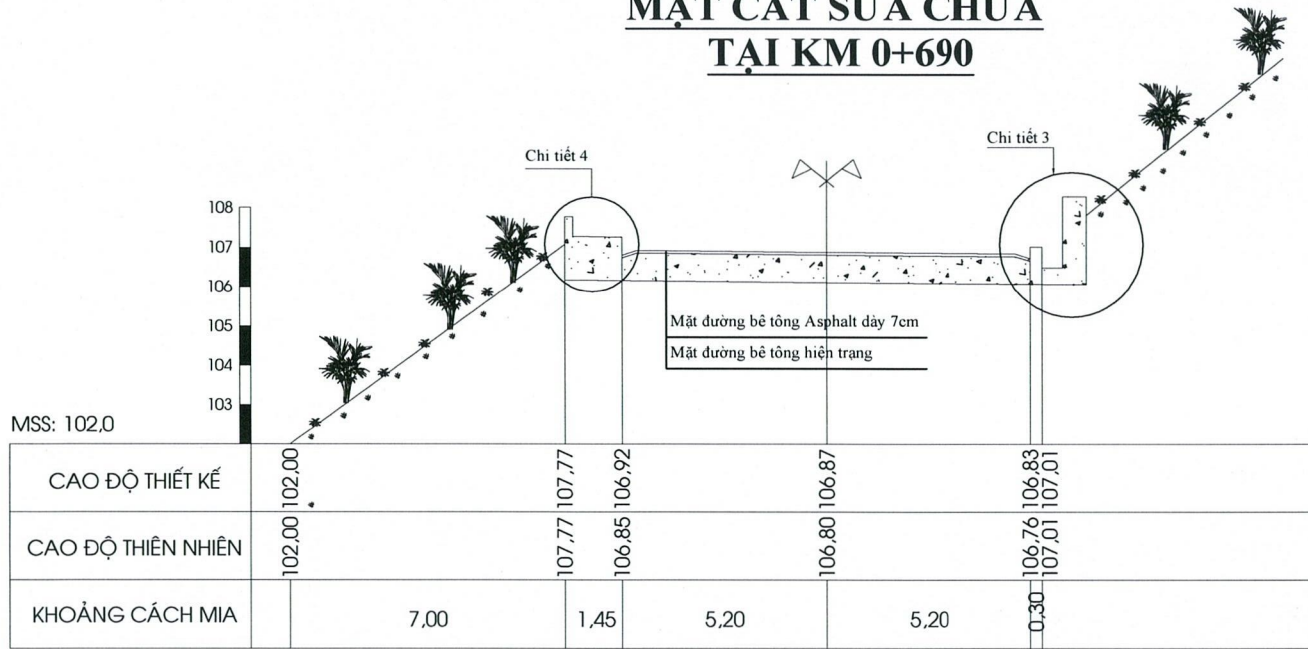 MẶT CẮT SỬA CHỮA
TẠI KM 0+690
Chi tiết 4
Chi tiết 3
108
107
106
105
104
103
Mặt đường bê tông Asphalt dày 7cm
Mặt đường bê tông hiện trạng
MSS: 102,0
CAO ĐỘ THIẾT KẾ 102,00 107,77 106,92 106,87 106,83 107,01
CAO ĐỘ THIÊN NHIÊN 102,00 107,77 106,85 106,80 106,76 107,01
KHOẢNG CÁCH MIA 7,00 1,45 5,20 5,20 0,30